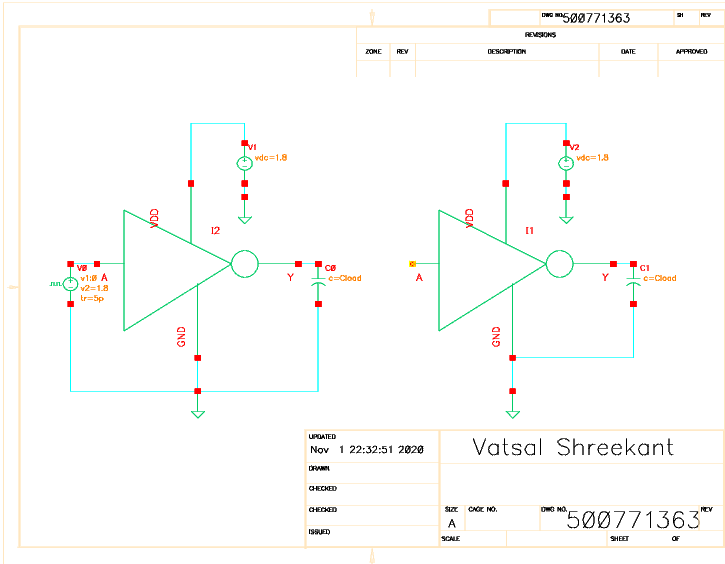 DWG NO. 500771363 SH REV
REVISIONS
ZONE REV DESCRIPTION DATE APPROVED
V1
vdc=1.8
VDD
I2
V0
v1:0
v2=1.8
tr=5p
A
Y
C0
c=Cload
GND
V2
vdc=1.8
VDD
I1
A
Y
C1
c=Cload
GND
UPDATED
Nov 1 22:32:51 2020
DRAWN
CHECKED
CHECKED
ISSUED
Vatsal Shreekant
SIZE CAGE NO. DWG NO. REV
A 500771363
SCALE SHEET OF